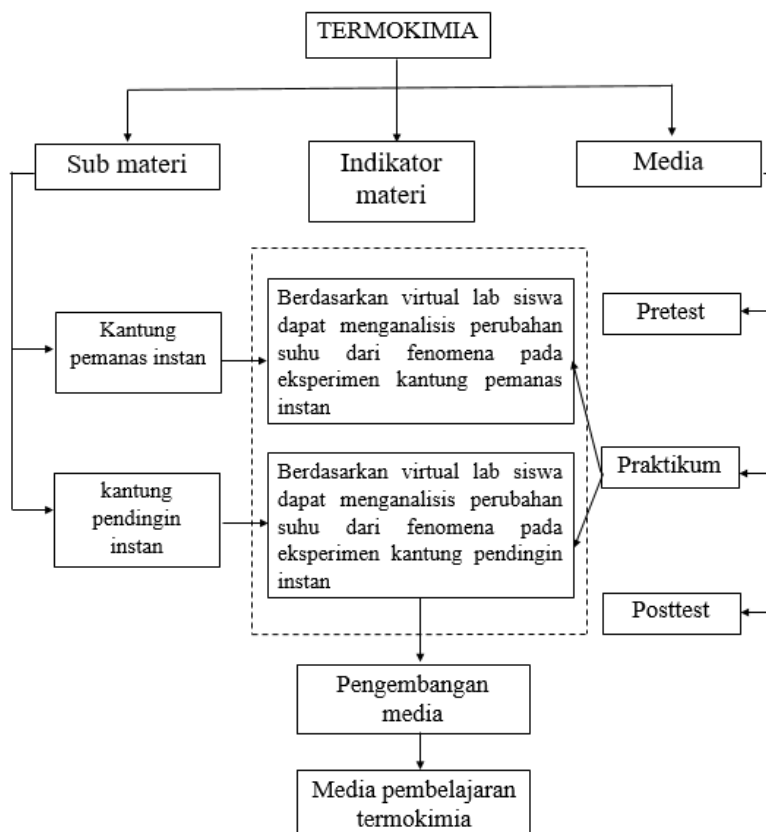 TERMOKIMIA
Sub materi
Indikator
materi
Media
Kantung
pemanas instan
Berdasarkan virtual lab siswa
dapat menganalisis perubahan
suhu dari fenomena pada
eksperimen kantung pemanas
instan
Pretest
kantung
pendingin
instan
Berdasarkan virtual lab siswa
dapat menganalisis perubahan
suhu dari fenomena pada
eksperimen kantung pendingin
instan
Praktikum
Posttest
Pengembangan
media
Media pembelajaran
termokimia